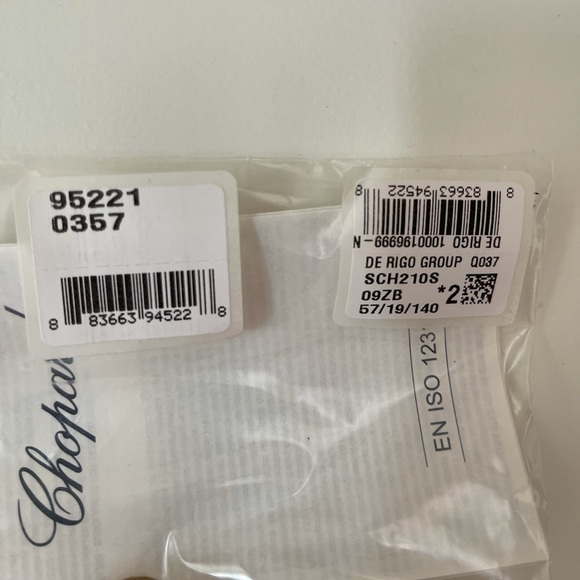 95221
0357
8 83663 94522 8
8 83663 94522
DE RIGO 1000196999-N
DE RIGO GROUP Q037
SCH210S
09ZB *2
57/19/140
Chopar
EN ISO 123